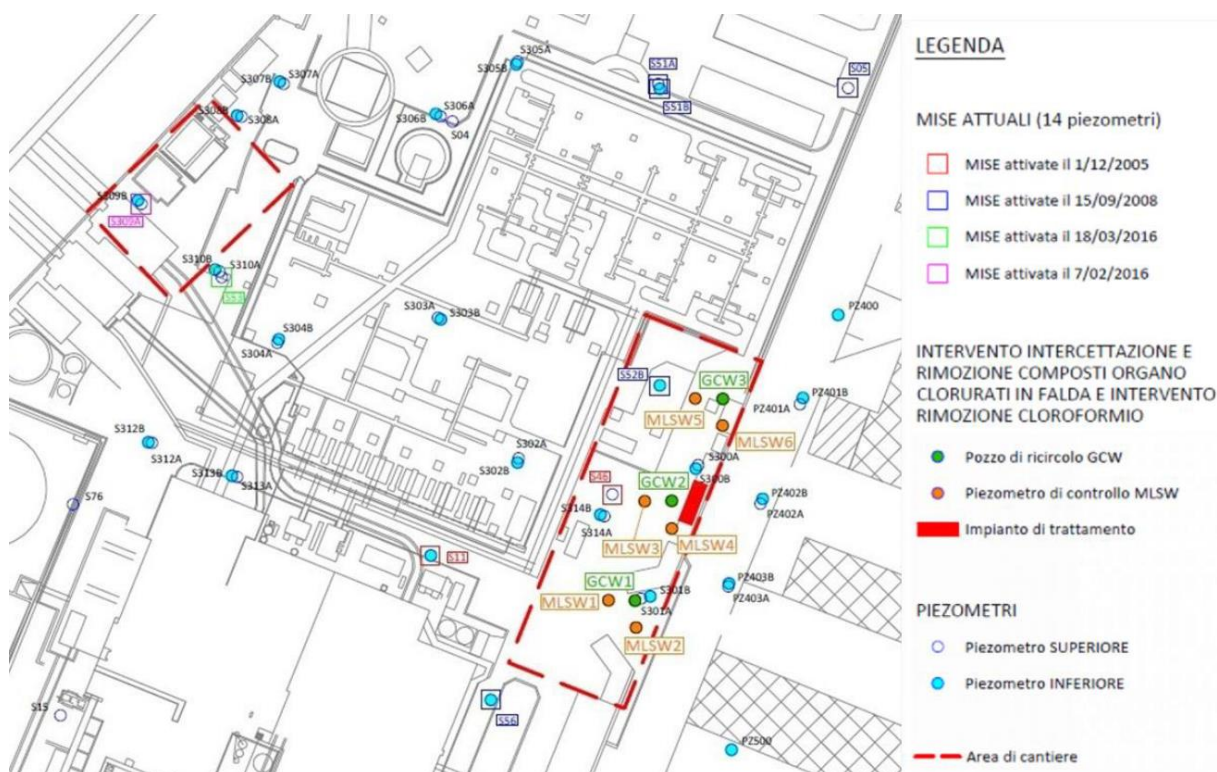 S305A
S305B
S51A
S05
S307B
S307A
S51B
S306A
S306B
S04
S308B
S308A
S309B
S309A
S310B
S310A
S53
S303A
S303B
S304B
S304A
PZ400
S52B
GCW3
PZ401B
PZ401A
MLSW5
MLSW6
S312B
S312A
S302A
S302B
S300A
S300B
S313B
S313A
S46
GCW2
PZ402B
PZ402A
S76
S314B
S314A
MLSW3
MLSW4
S11
GCW1
PZ403B
PZ403A
MLSW1
S301B
S301A
MLSW2
S56
S15
PZ500
LEGENDA
MISE ATTUALI (14 piezometri)
MISE attivate il 1/12/2005
MISE attivate il 15/09/2008
MISE attivata il 18/03/2016
MISE attivata il 7/02/2016
INTERVENTO INTERCETTAZIONE E
RIMOZIONE COMPOSTI ORGANO
CLORURATI IN FALDA E INTERVENTO
RIMOZIONE CLOROFORMIO
Pozzo di ricircolo GCW
Piezometro di controllo MLSW
Impianto di trattamento
PIEZOMETRI
Piezometro SUPERIORE
Piezometro INFERIORE
Area di cantiere